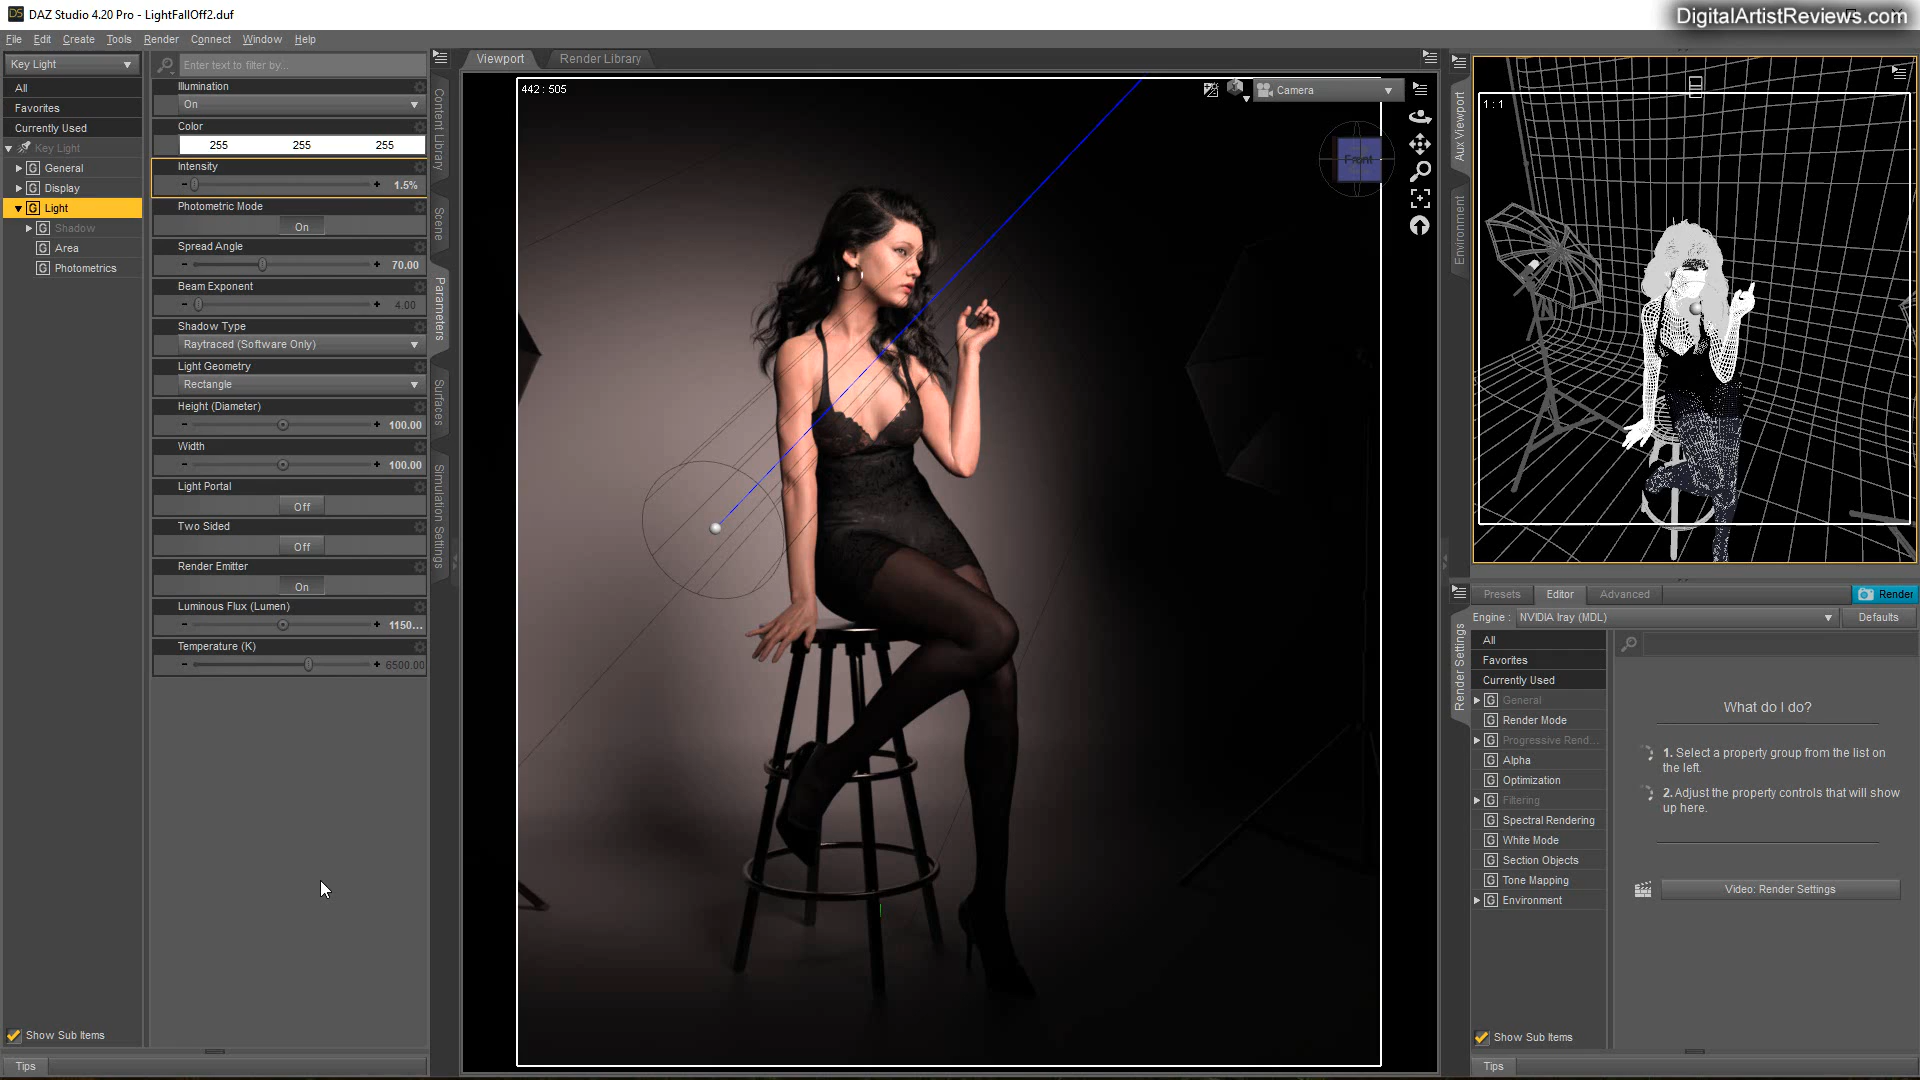 DAZ Studio 4.20 Pro - LightFallOff2.duf
DigitalArtistReviews.com
File Edit Create Tools Render Connect Window Help
Key Light
All
Favorites
Currently Used
Key Light
General
Display
Light
Shadow
Area
Photometrics
Show Sub Items
Tips
Enter text to filter by...
Illumination
On
Color
255 255 255
Intensity
1.5%
Photometric Mode
On
Spread Angle
70.00
Beam Exponent
4.00
Shadow Type
Raytraced (Software Only)
Light Geometry
Rectangle
Height (Diameter)
100.00
Width
100.00
Light Portal
Off
Two Sided
Off
Render Emitter
On
Luminous Flux (Lumen)
1150...
Temperature (K)
6500.00
Content Library
Scene
Parameters
Surfaces
Simulation Settings
Viewport Render Library
442 : 505
Camera
Front
Aux Viewport
Environment
1 : 1
Render Settings
Presets Editor Advanced
Render
Engine : NVIDIA Iray (MDL)
Defaults
All
Favorites
Currently Used
General
Render Mode
Progressive Rend...
Alpha
Optimization
Filtering
Spectral Rendering
White Mode
Section Objects
Tone Mapping
Environment
Show Sub Items
Tips
What do I do?
1. Select a property group from the list on
the left.
2. Adjust the property controls that will show
up here.
Video: Render Settings